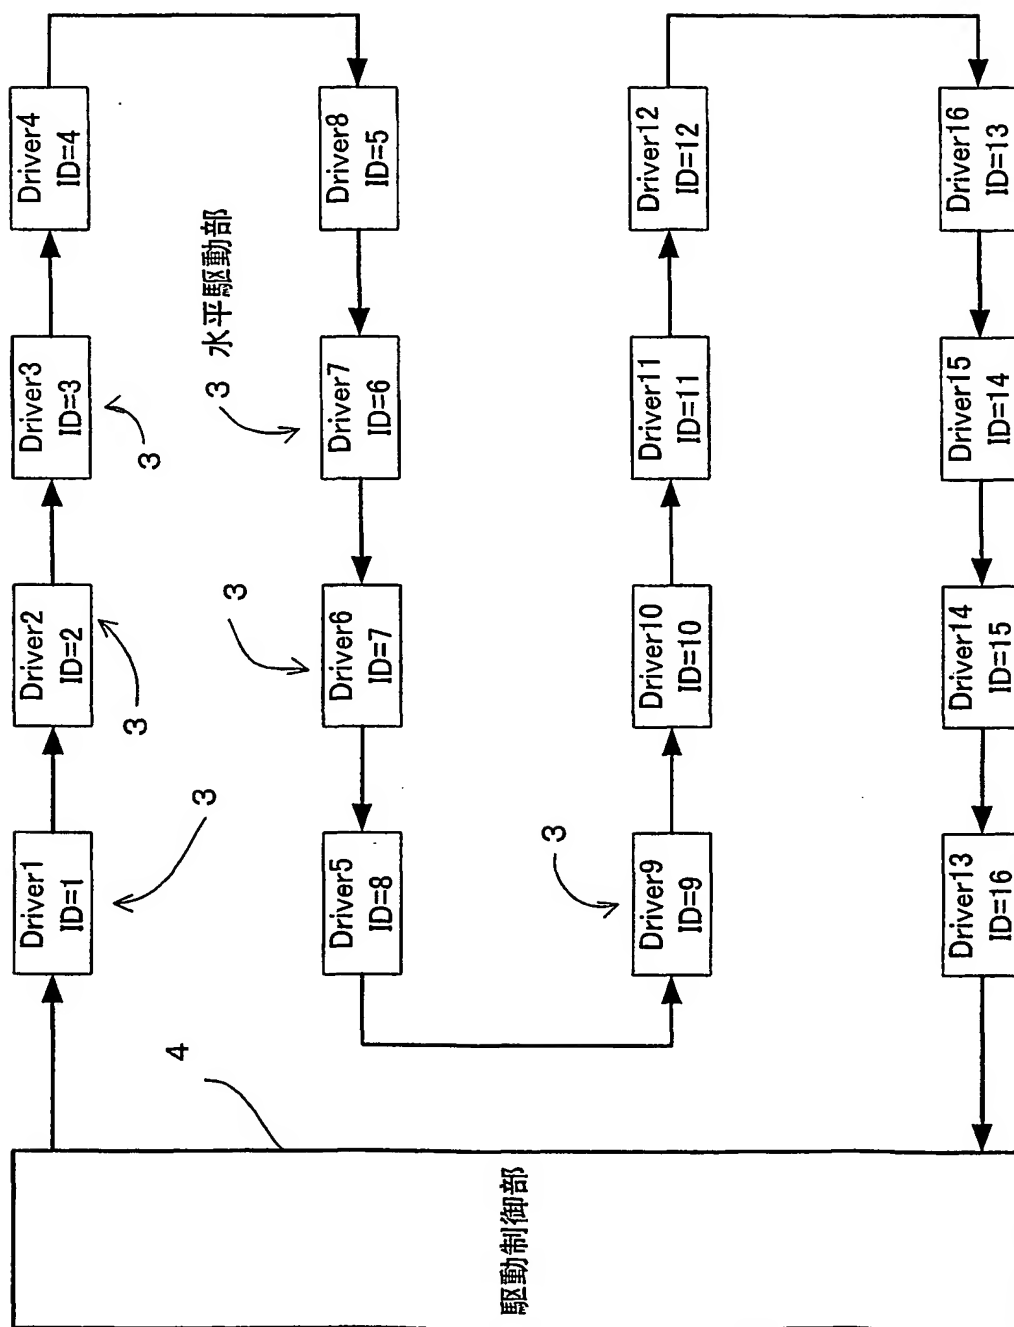 Driver1
ID=1
Driver2
ID=2
Driver3
ID=3
Driver4
ID=4
3
3
3
Driver5
ID=8
Driver6
ID=7
Driver7
ID=6
Driver8
ID=5
3
3 水平駆動部
4
3
Driver9
ID=9
Driver10
ID=10
Driver11
ID=11
Driver12
ID=12
Driver13
ID=16
Driver14
ID=15
Driver15
ID=14
Driver16
ID=13
駆動制御部